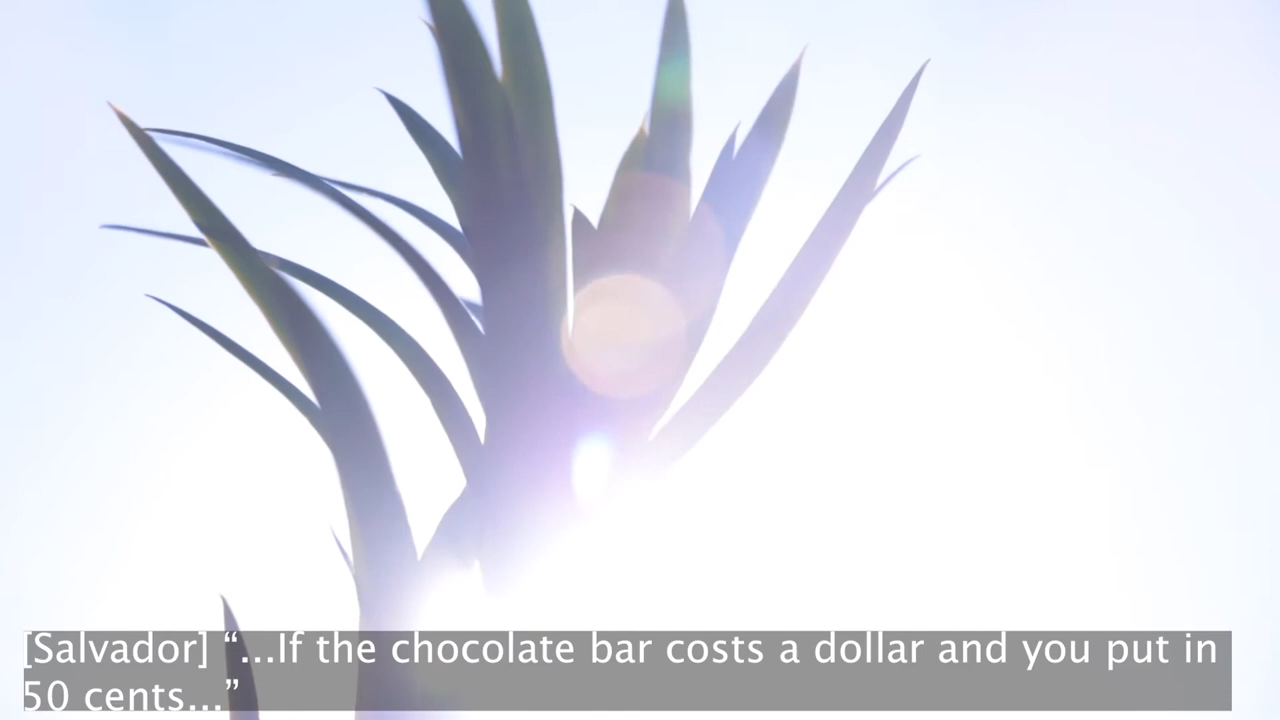 [Salvador] “...If the chocolate bar costs a dollar and you put in
50 cents...”